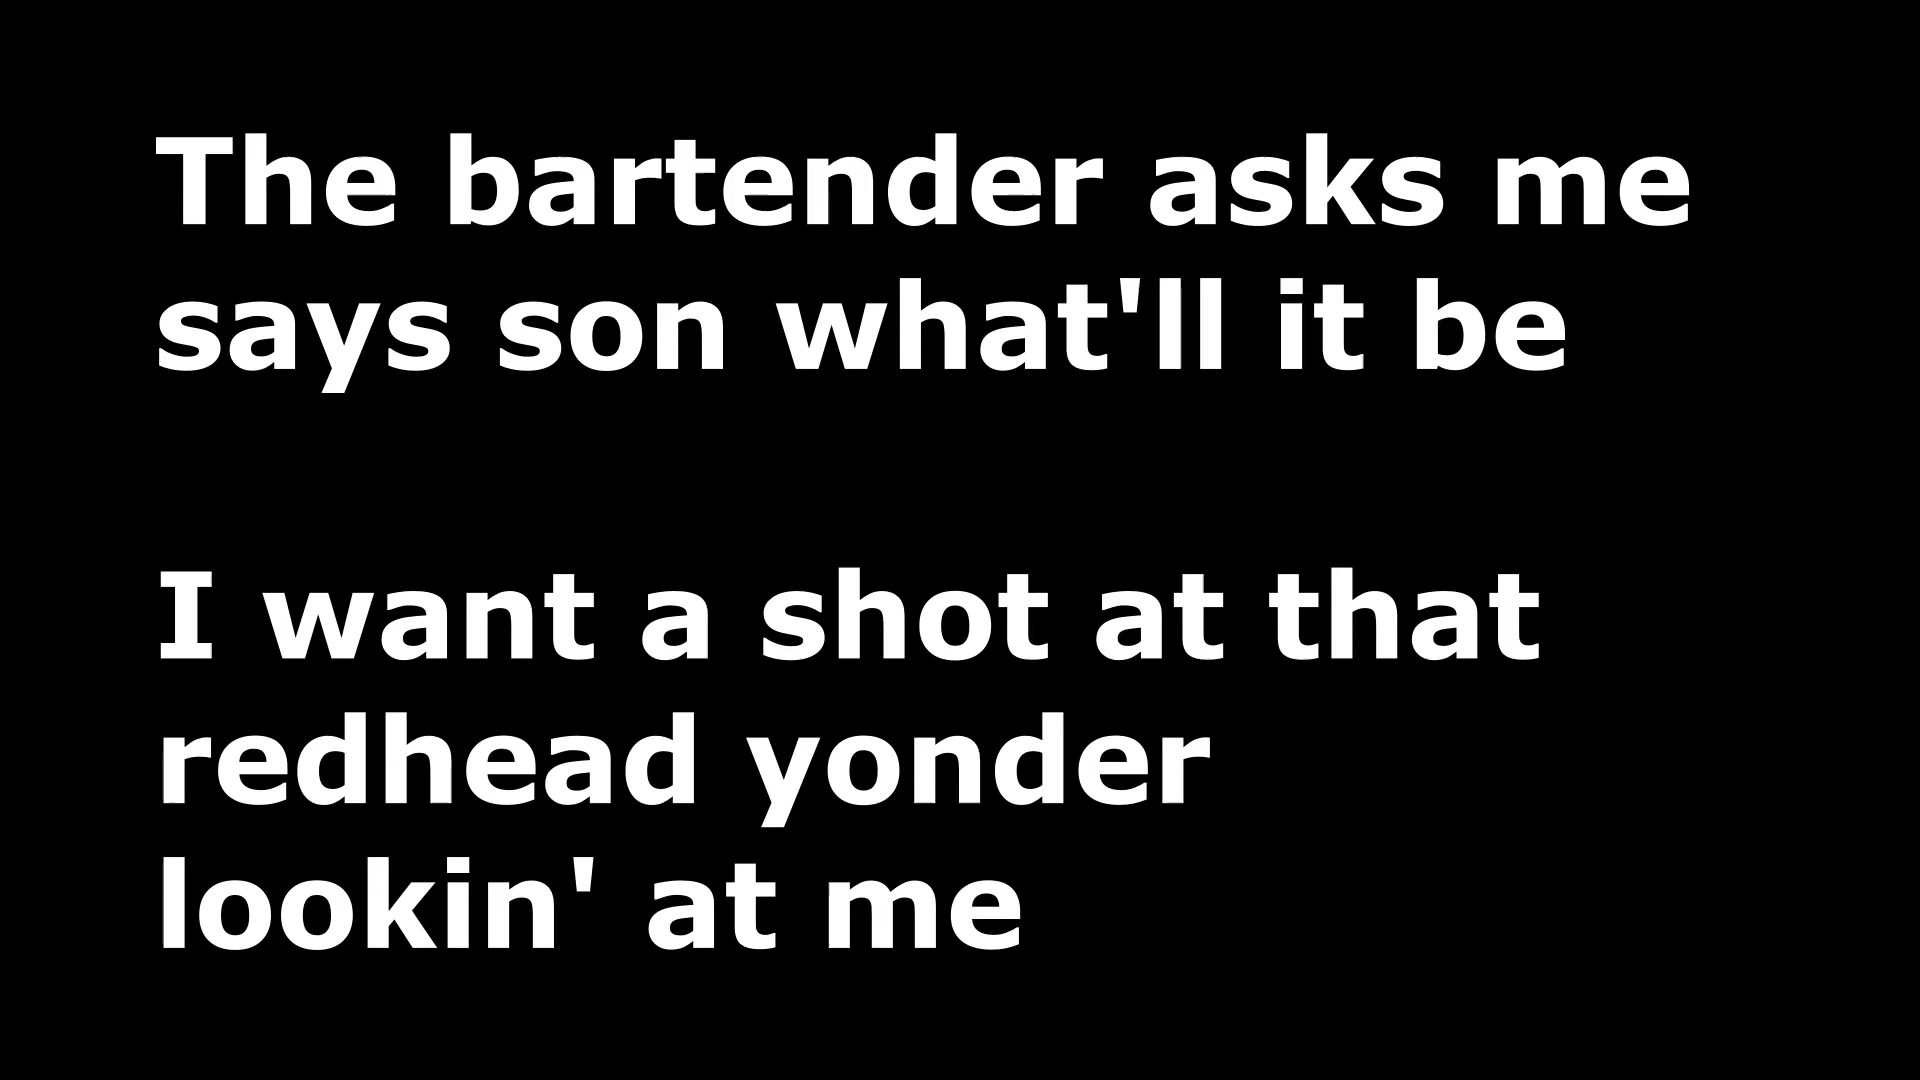 The bartender asks me
says son what'll it be
I want a shot at that
redhead yonder
lookin' at me